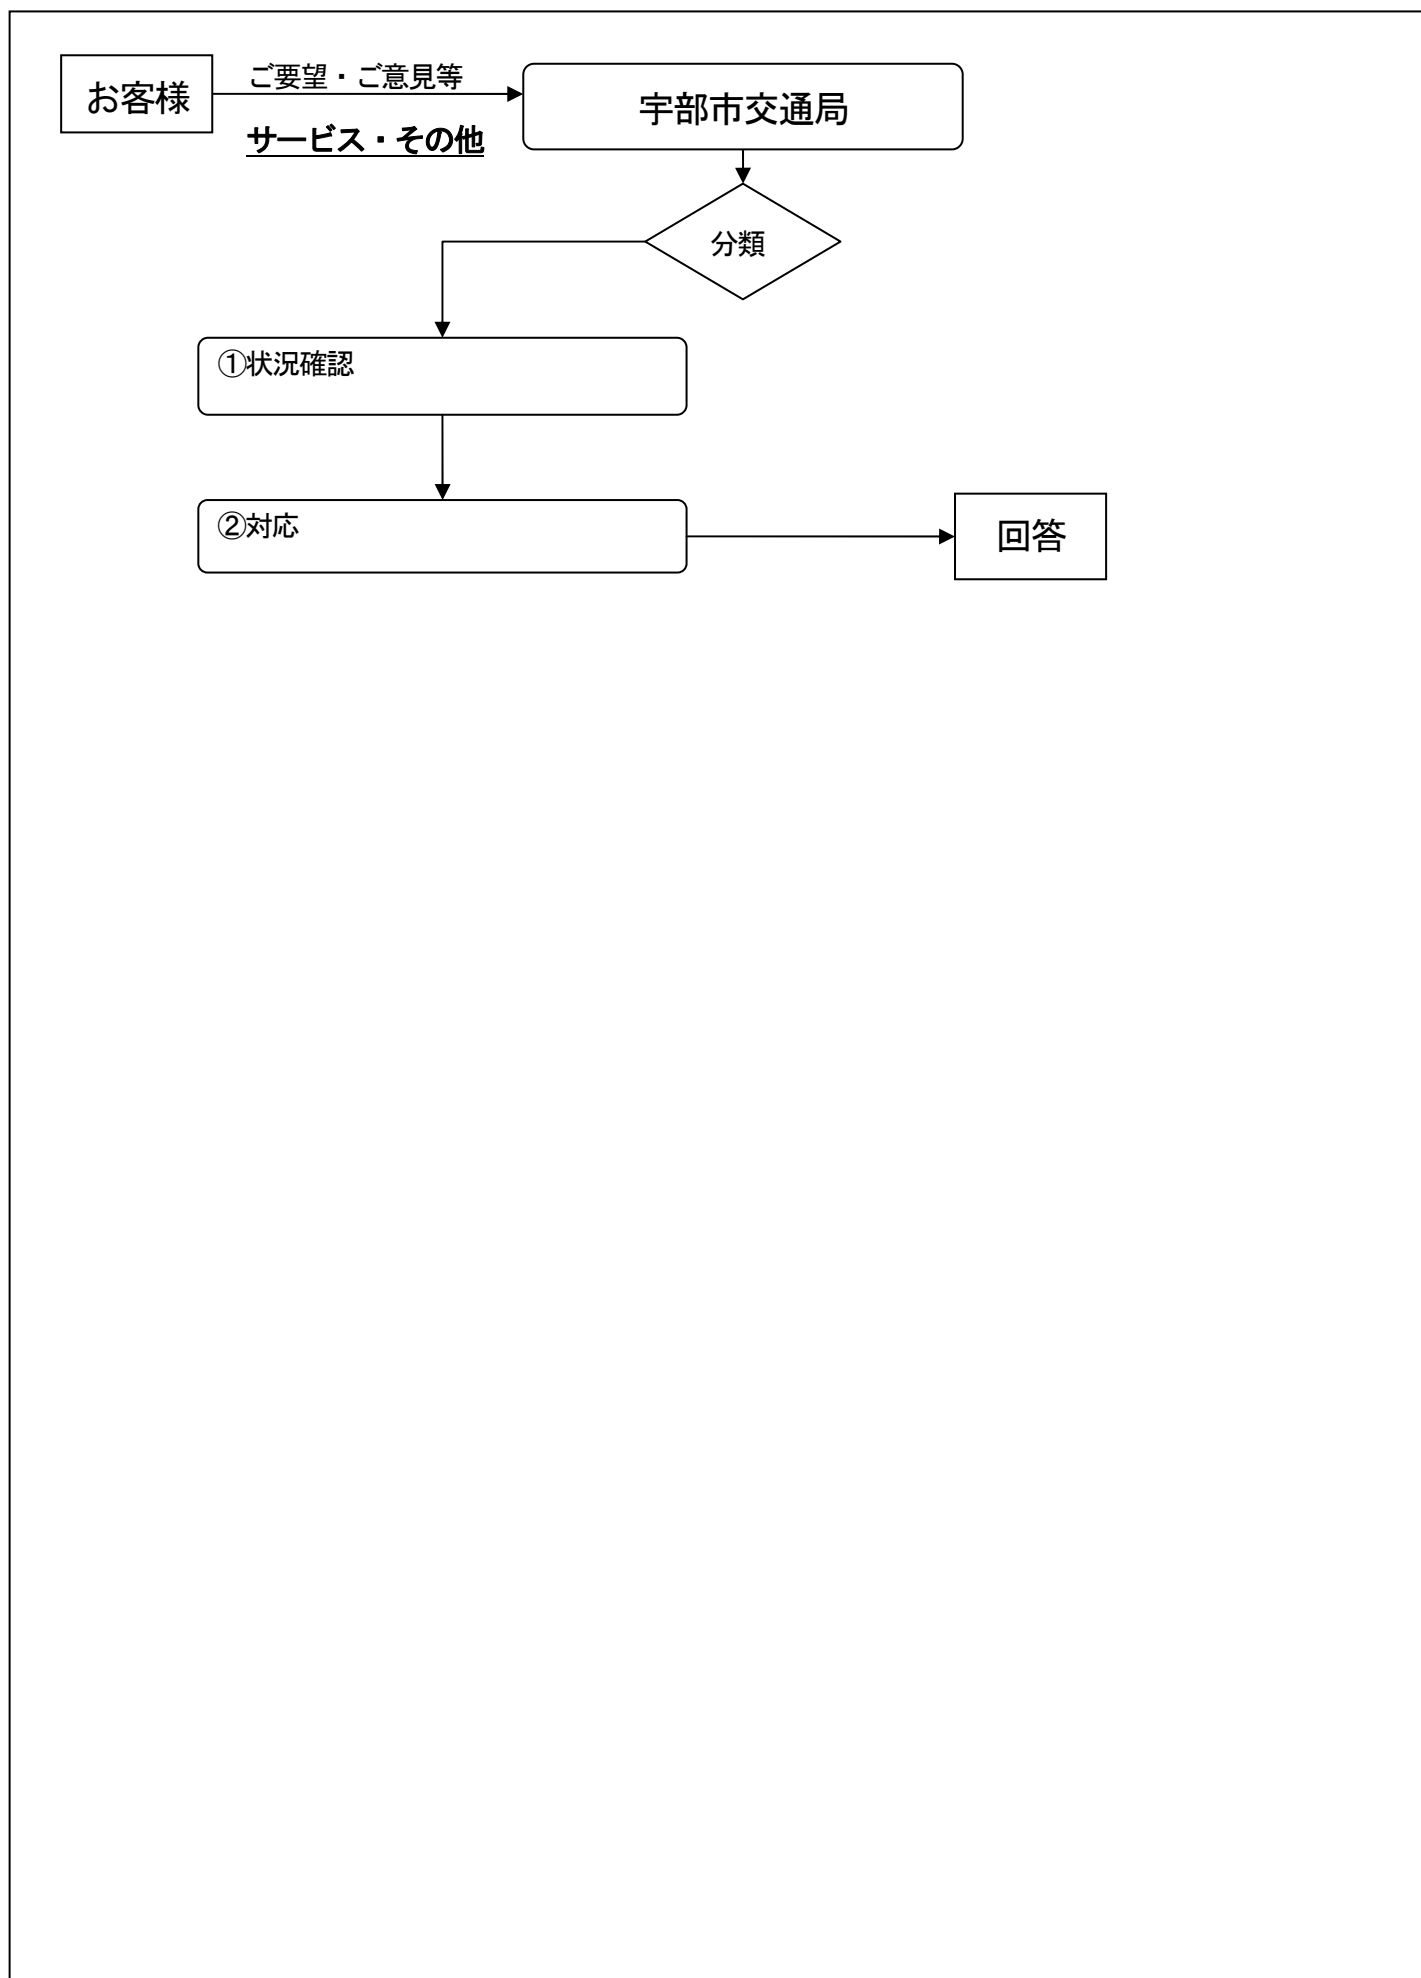 お客様
ご要望・ご意見等
サービス・その他
宇部市交通局
分類
①状況確認
②対応
回答